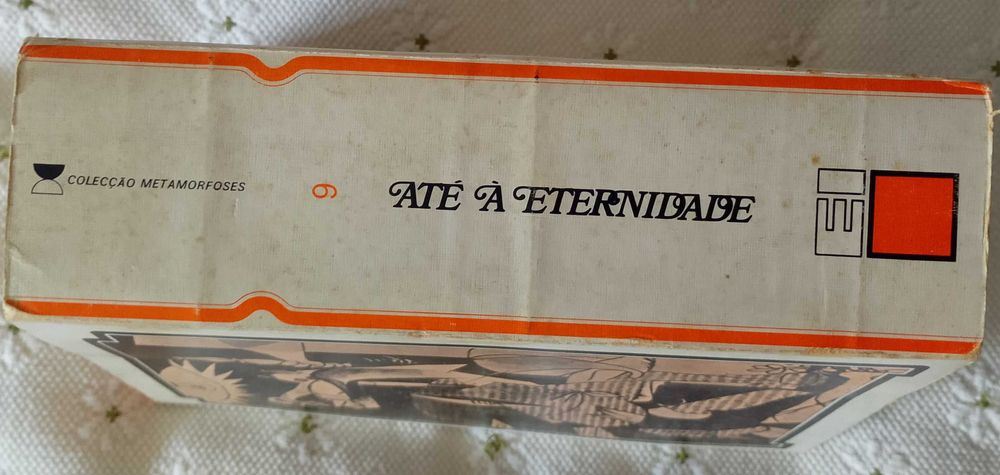 COLECÇÃO METAMORFOSES
9
ATÉ À ETERNIDADE
EI